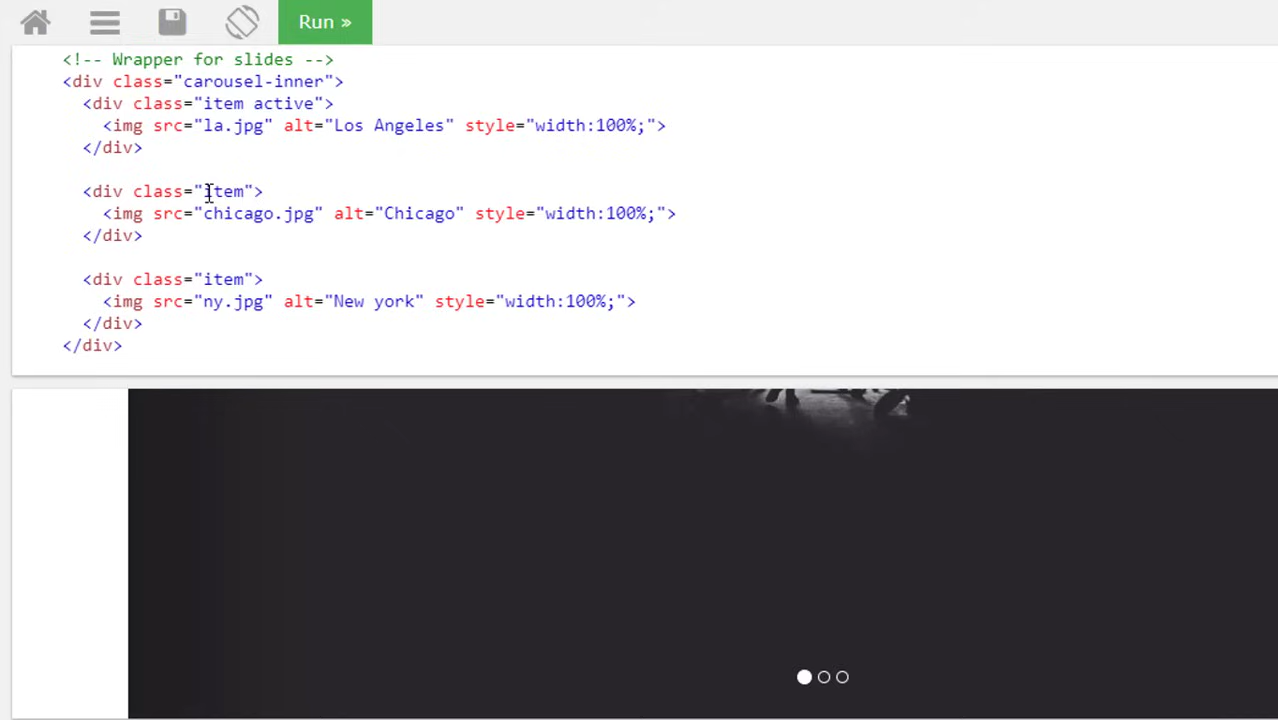 Run »
<!-- Wrapper for slides -->
<div class="carousel-inner">
<div class="item active">
<img src="la.jpg" alt="Los Angeles" style="width:100%;">
</div>
<div class="item">
<img src="chicago.jpg" alt="Chicago" style="width:100%;">
</div>
<div class="item">
<img src="ny.jpg" alt="New york" style="width:100%;">
</div>
</div>